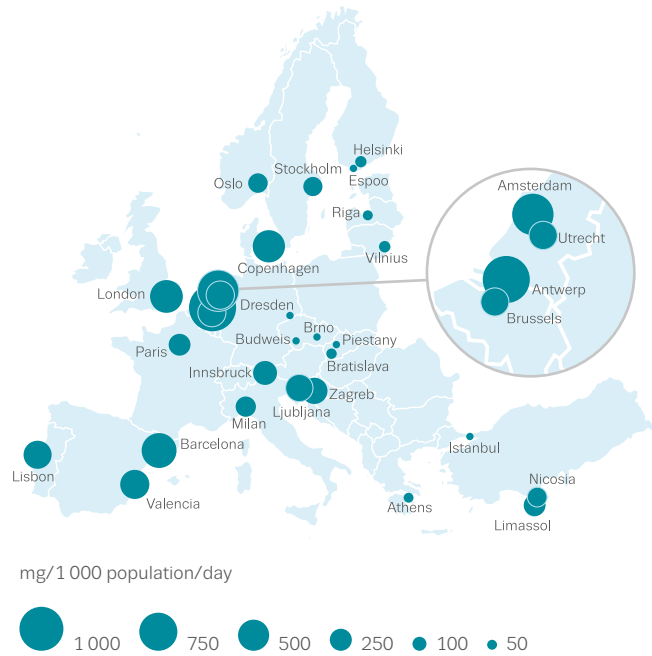 Helsinki
Stockholm
Espoo
Oslo
Amsterdam
Riga
Utrecht
Vilnius
Copenhagen
Antwerp
London
Dresden
Brussels
Brno
Budweis
Piestany
Paris
Bratislava
Innsbruck
Zagreb
Ljubljana
Milan
Barcelona
Istanbul
Lisbon
Nicosia
Valencia
Athens
Limassol
mg/1 000 population/day
1 000 750 500 250 100 50